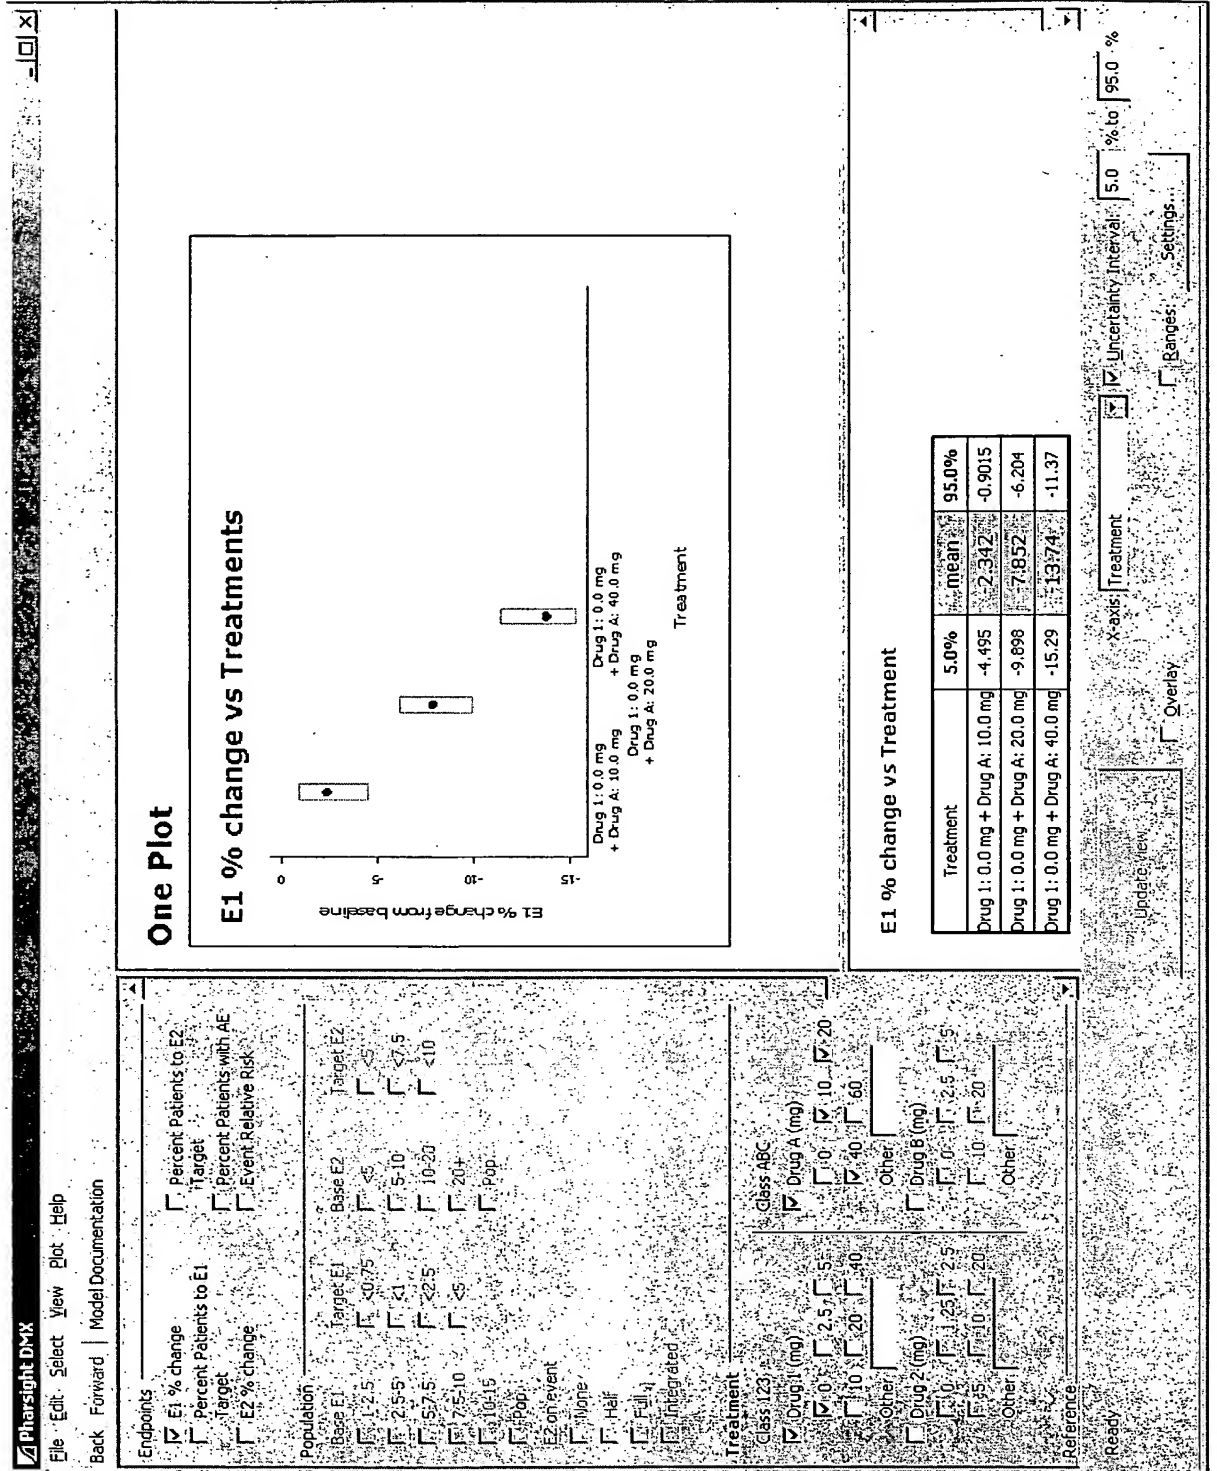 Pharsight DMX
File Edit Select View Plot Help
Back Forward | Model Documentation
Endpoints
E1 % change
Percent Patients to E1 Target
E2 % change
Percent Patients to E2 Target
Percent Patients with AE
Event Relative Risk
Population
Base E1 Target E1 Base E2 Target E2
1-2.5 <0.75 <5 <5
2.5-5 <1 5-10 <7.5
5-7.5 <2.5 10-20 <10
7.5-10 <5 20+
10-15 Pop
Pop
E2 on event
None
Half
Full
Integrated
Treatment
Class 123
Drug 1 (mg)
2.5 5
10 20 40
Other
Drug 2 (mg)
0 1.25 2.5
10 20
Other
Class ABC
Drug A (mg)
0 10 20
40 60
Other
Drug B (mg)
0 2.5 5
10 20
Other
Reference
One Plot
E1 % change vs Treatments
E1 % change from baseline
0
-5
-10
-15
Drug 1: 0.0 mg
+ Drug A: 10.0 mg
Drug 1: 0.0 mg
+ Drug A: 20.0 mg
Drug 1: 0.0 mg
+ Drug A: 40.0 mg
Treatment
E1 % change vs Treatment
Treatment 5.0% mean 95.0%
Drug 1: 0.0 mg + Drug A: 10.0 mg -4.495 -2.342 -0.9015
Drug 1: 0.0 mg + Drug A: 20.0 mg -9.898 -7.852 -6.204
Drug 1: 0.0 mg + Drug A: 40.0 mg -15.29 -13.74 -11.37
Update view
X-axis Treatment
Uncertainty Interval: 5.0 % to 95.0 %
Overlay
Ranges: Settings...
Ready